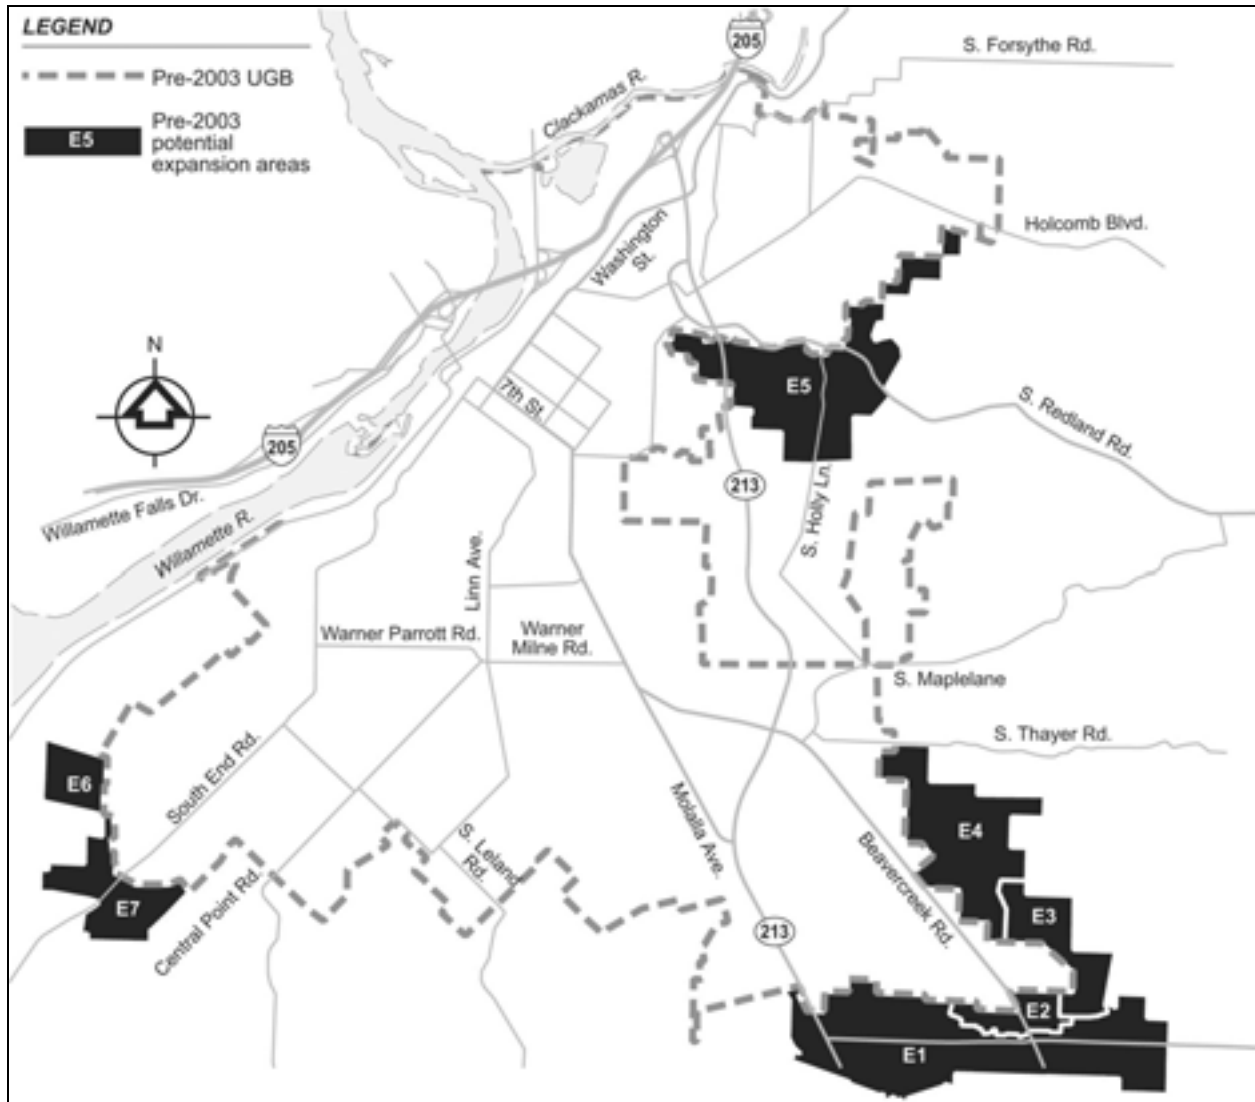 LEGEND
Pre-2003 UGB
E5
Pre-2003
potential
expansion areas
205
S. Forsythe Rd.
Clackamas R.
Holcomb Blvd.
Washington
St.
N
E5
7th St.
S. Redland Rd.
205
213
Willamette Falls Dr.
Willamette R.
S. Holly Ln.
Linn Ave.
Warner Parrott Rd.
Warner
Milne Rd.
S. Maplelane
S. Thayer Rd.
E6
South End Rd.
Molalla Ave.
E4
S. Leland
Rd.
Beavercreek Rd.
E7
Central Point Rd.
E3
213
E2
E1